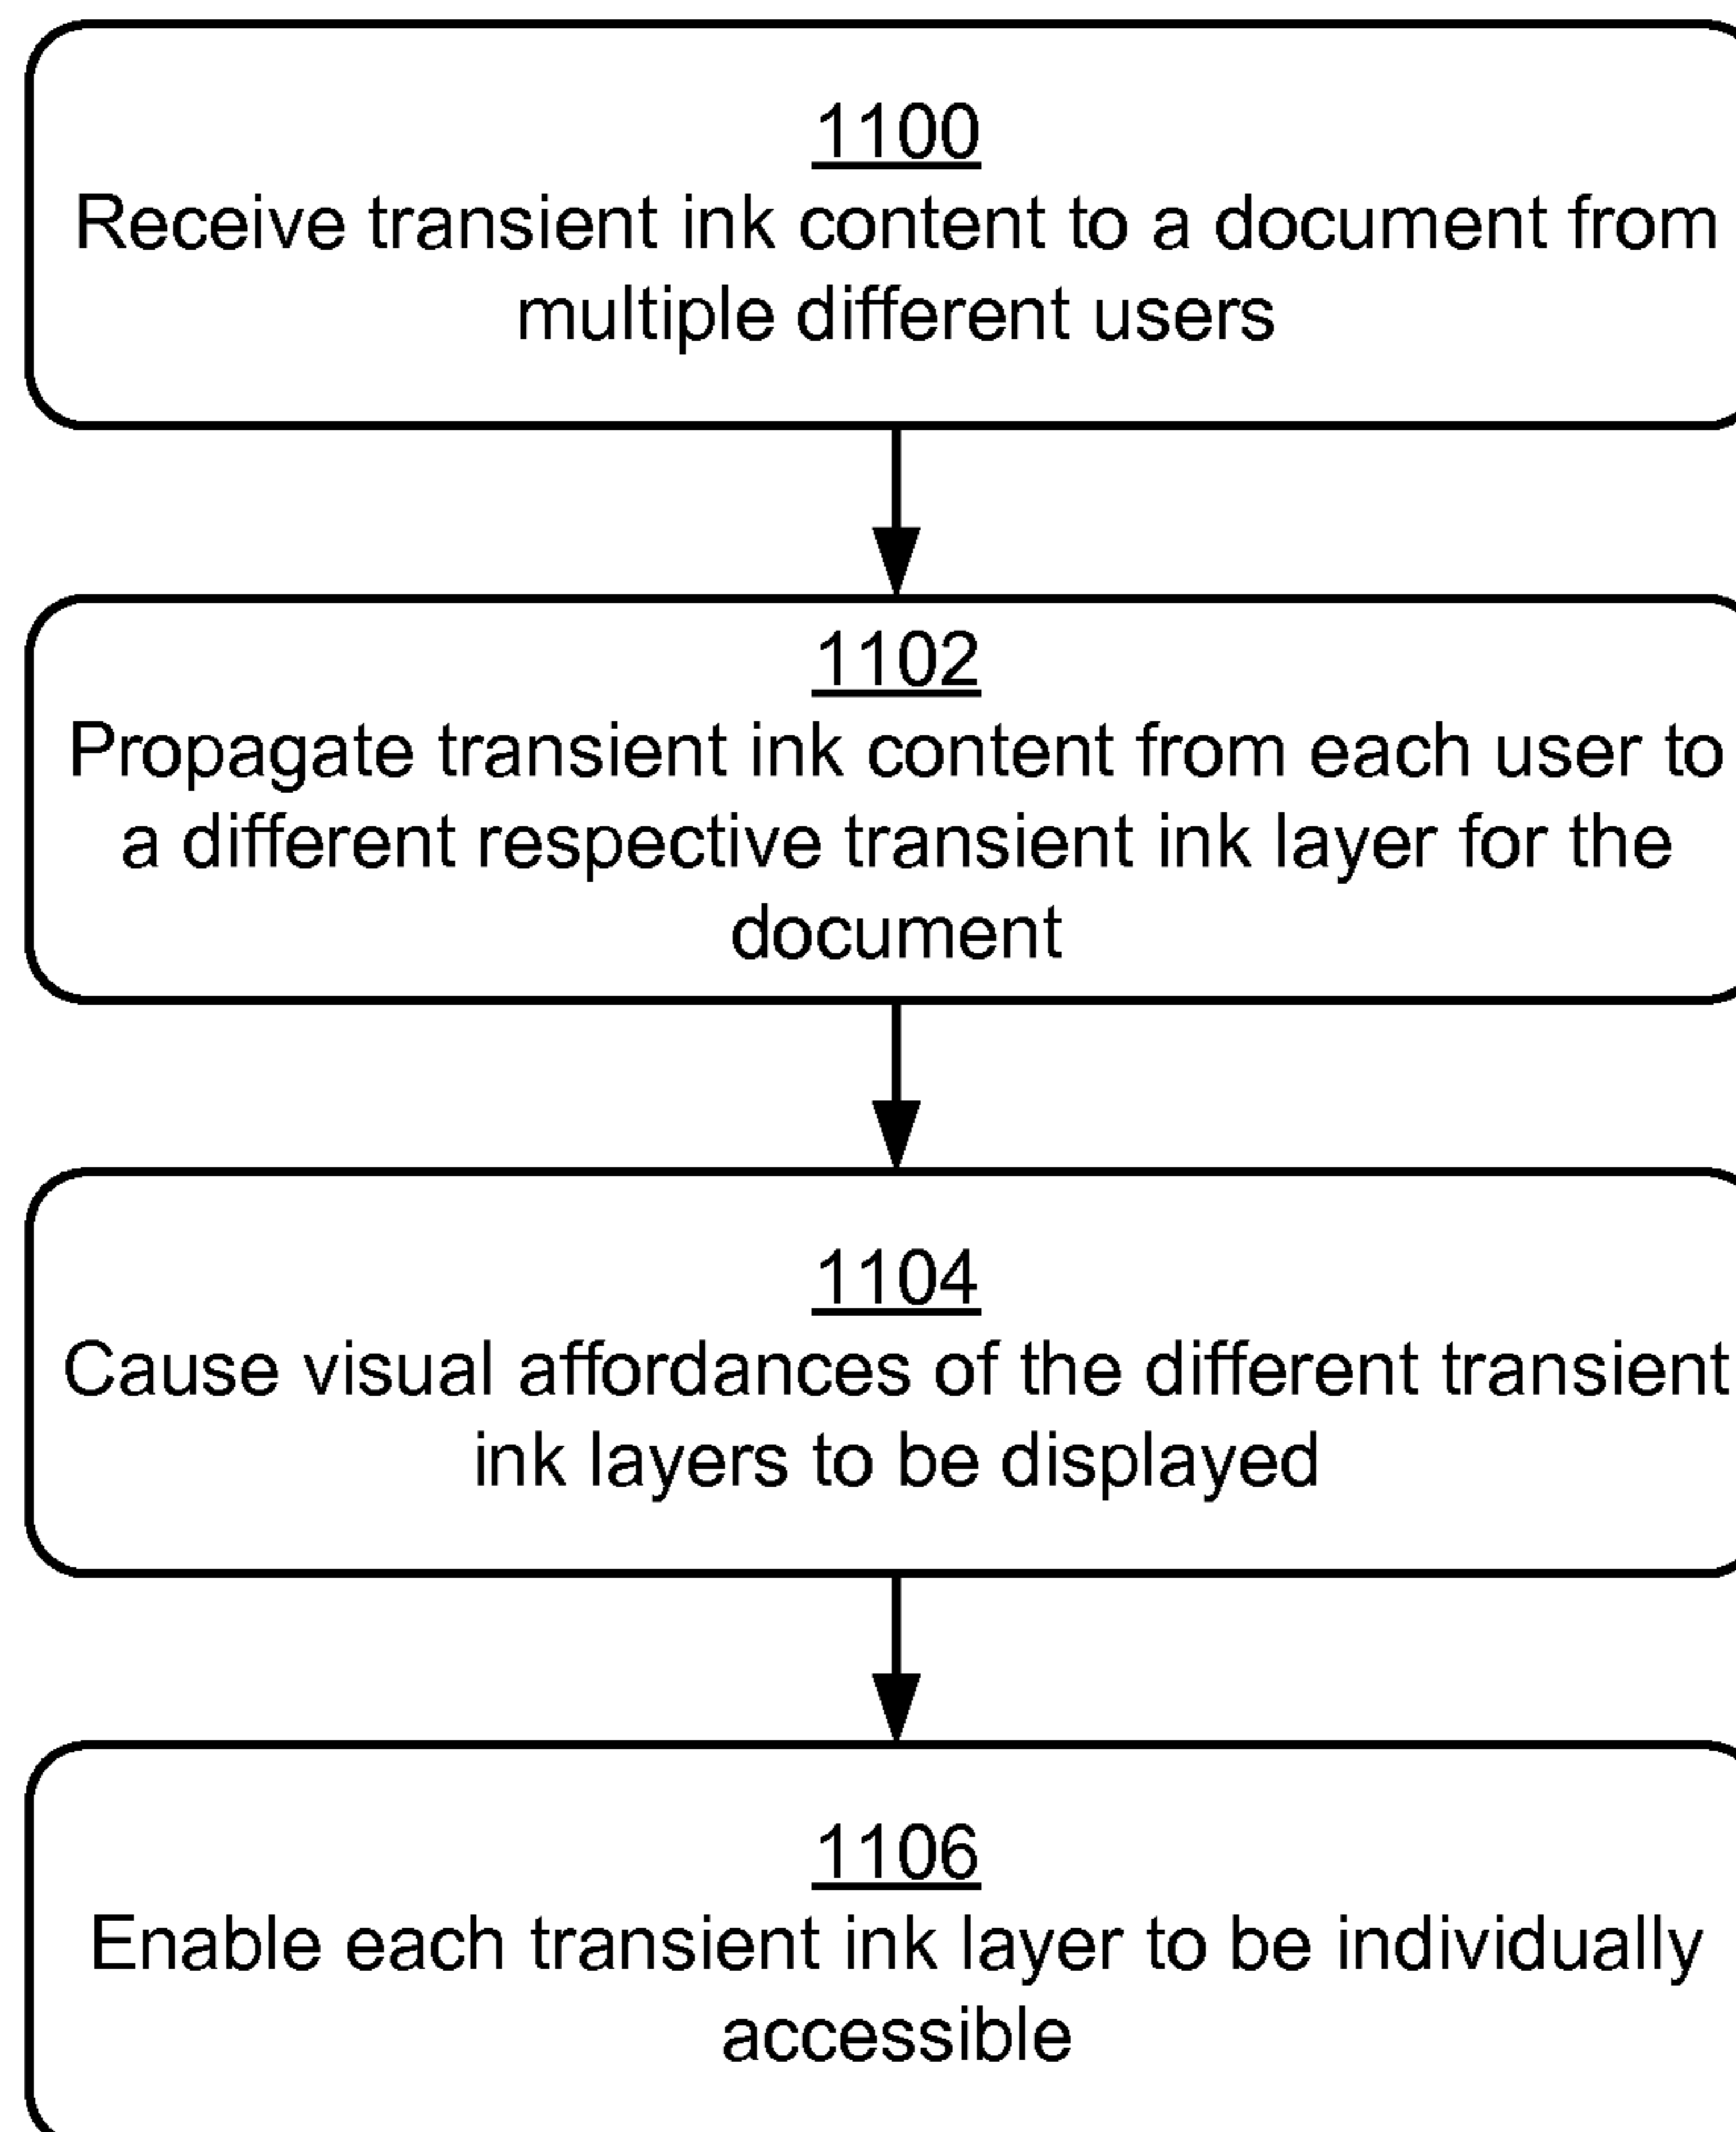 1100
Receive transient ink content to a document from
multiple different users
1102
Propagate transient ink content from each user to
a different respective transient ink layer for the
document
1104
Cause visual affordances of the different transient
ink layers to be displayed
1106
Enable each transient ink layer to be individually
accessible